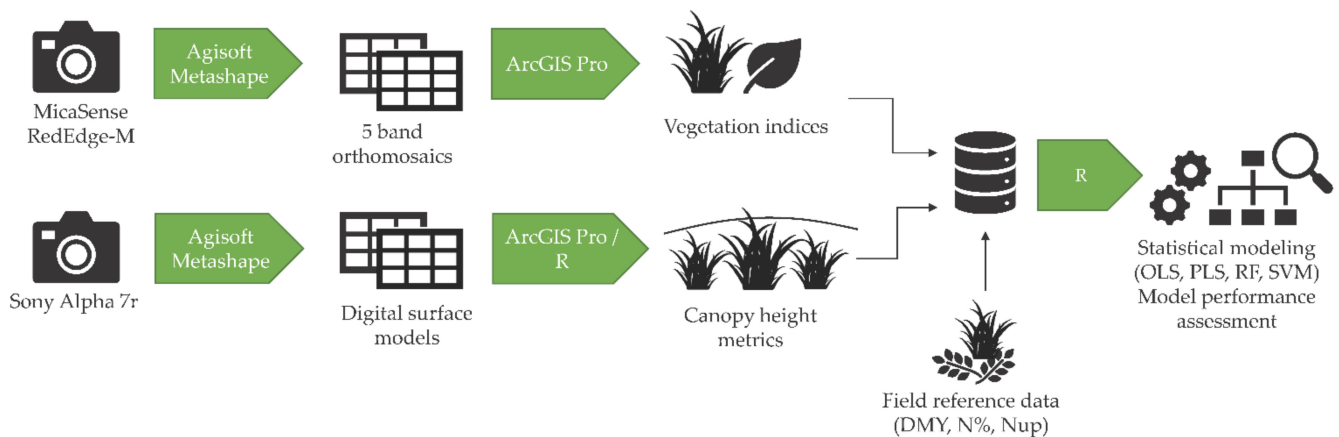 MicaSense
RedEdge-M
Agisoft
Metashape
5 band
orthomosaics
ArcGIS Pro
Vegetation indices
Sony Alpha 7r
Agisoft
Metashape
Digital surface
models
ArcGIS Pro /
R
Canopy height
metrics
Field reference data
(DMY, N%, Nup)
R
Statistical modeling
(OLS, PLS, RF, SVM)
Model performance
assessment